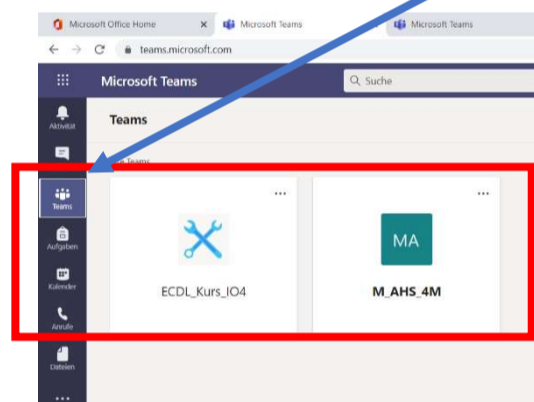 Microsoft Office Home
Microsoft Teams
Microsoft Teams
teams.microsoft.com
Microsoft Teams
Suche
Aktivität
Teams
Teams
Teams
Aufgaben
Kalender
Anrufe
Dateien
MA
ECDL_Kurs_IO4
M_AHS_4M